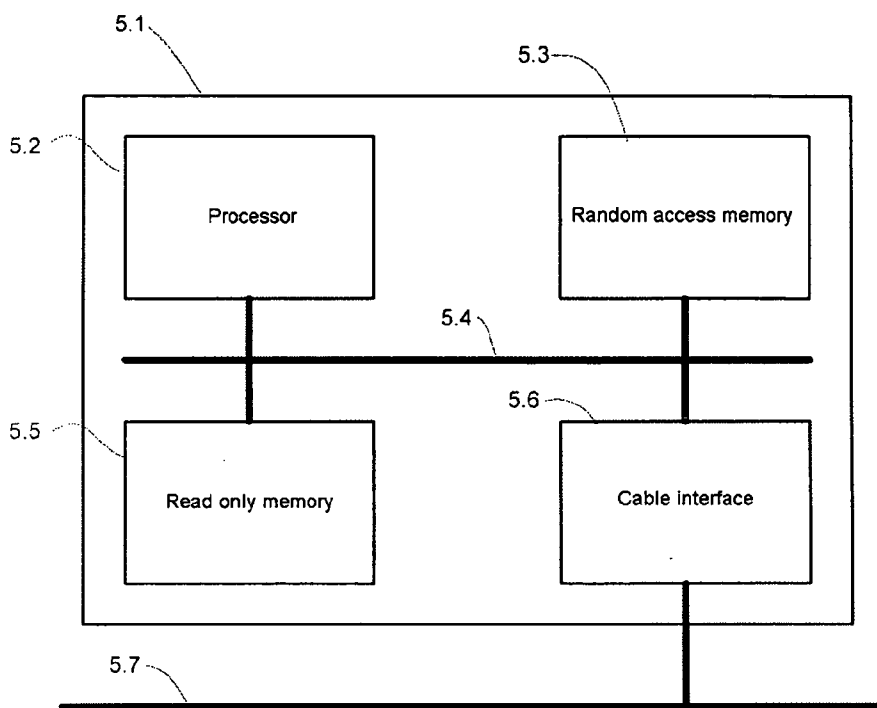 5.1
5.3
5.2
Processor
Random access memory
5.4
5.6
5.5
Read only memory
Cable interface
5.7